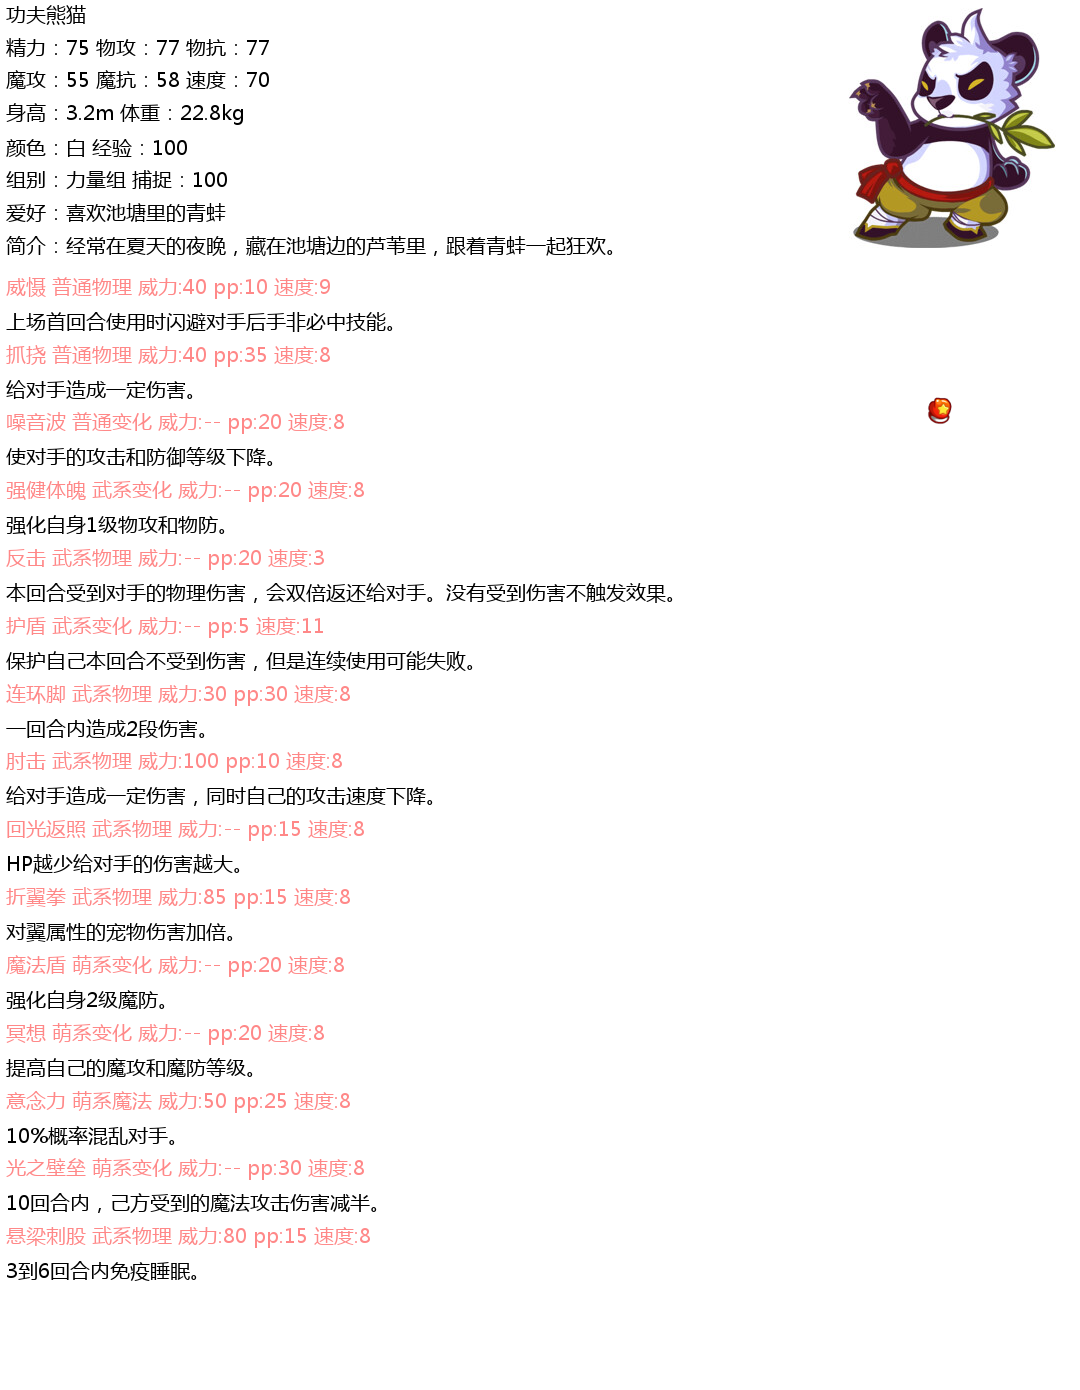 功夫熊猫
精力：75 物攻：77 物抗：77
魔攻：55 魔抗：58 速度：70
身高：3.2m 体重：22.8kg
颜色：白 经验：100
组别：力量组 捕捉：100
爱好：喜欢池塘里的青蛙
简介：经常在夏天的夜晚，藏在池塘边的芦苇里，跟着青蛙一起狂欢。
威慑 普通物理 威力:40 pp:10 速度:9
上场首回合使用时闪避对手后手非必中技能。
抓挠 普通物理 威力:40 pp:35 速度:8
给对手造成一定伤害。
噪音波 普通变化 威力:-- pp:20 速度:8
使对手的攻击和防御等级下降。
强健体魄 武系变化 威力:-- pp:20 速度:8
强化自身1级物攻和物防。
反击 武系物理 威力:-- pp:20 速度:3
本回合受到对手的物理伤害，会双倍返还给对手。没有受到伤害不触发效果。
护盾 武系变化 威力:-- pp:5 速度:11
保护自己本回合不受到伤害，但是连续使用可能失败。
连环脚 武系物理 威力:30 pp:30 速度:8
一回合内造成2段伤害。
肘击 武系物理 威力:100 pp:10 速度:8
给对手造成一定伤害，同时自己的攻击速度下降。
回光返照 武系物理 威力:-- pp:15 速度:8
HP越少给对手的伤害越大。
折翼拳 武系物理 威力:85 pp:15 速度:8
对翼属性的宠物伤害加倍。
魔法盾 萌系变化 威力:-- pp:20 速度:8
强化自身2级魔防。
冥想 萌系变化 威力:-- pp:20 速度:8
提高自己的魔攻和魔防等级。
意念力 萌系魔法 威力:50 pp:25 速度:8
10%概率混乱对手。
光之壁垒 萌系变化 威力:-- pp:30 速度:8
10回合内，己方受到的魔法攻击伤害减半。
悬梁刺股 武系物理 威力:80 pp:15 速度:8
3到6回合内免疫睡眠。